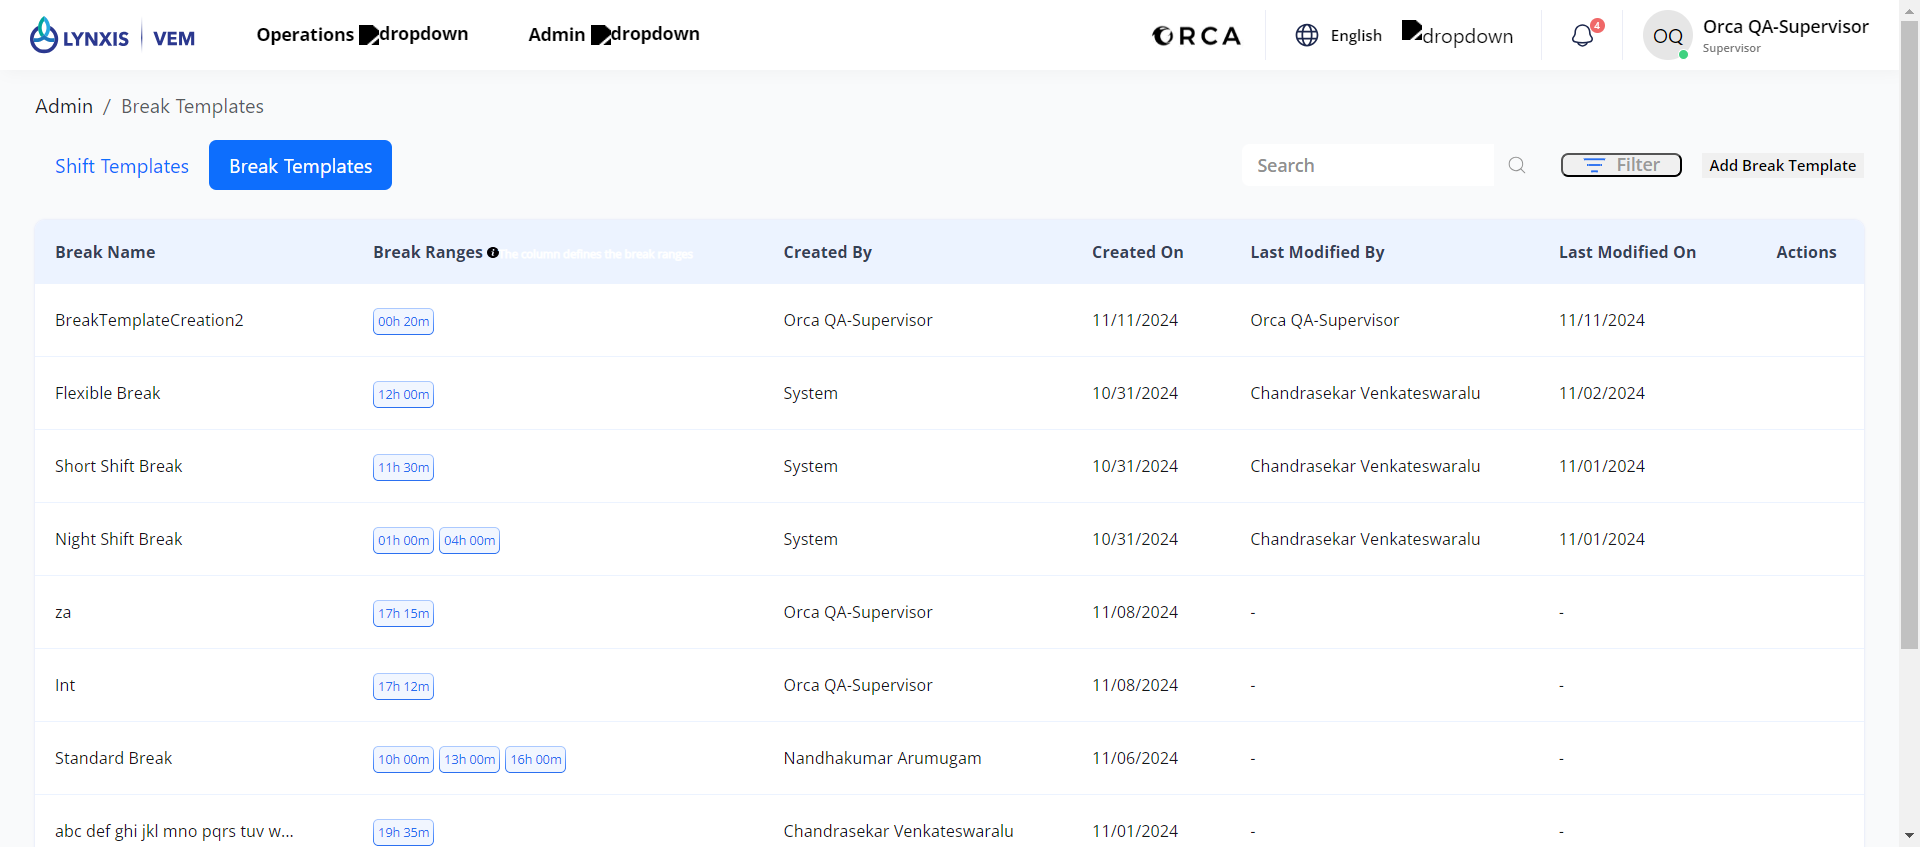 LYNXIS | VEM Operations dropdown Admin dropdown ORCA English dropdown 4 OQ Orca QA-Supervisor
Supervisor
Admin / Break Templates
Shift Templates Break Templates Search Filter Add Break Template
Break Name Break Ranges The column defines the break ranges Created By Created On Last Modified By Last Modified On Actions
BreakTemplateCreation2 00h 20m Orca QA-Supervisor 11/11/2024 Orca QA-Supervisor 11/11/2024
Flexible Break 12h 00m System 10/31/2024 Chandrasekar Venkateswaralu 11/02/2024
Short Shift Break 11h 30m System 10/31/2024 Chandrasekar Venkateswaralu 11/01/2024
Night Shift Break 01h 00m 04h 00m System 10/31/2024 Chandrasekar Venkateswaralu 11/01/2024
za 17h 15m Orca QA-Supervisor 11/08/2024 - -
Int 17h 12m Orca QA-Supervisor 11/08/2024 - -
Standard Break 10h 00m 13h 00m 16h 00m Nandhakumar Arumugam 11/06/2024 - -
abc def ghi jkl mno pqrs tuv w... 19h 35m Chandrasekar Venkateswaralu 11/01/2024 - -